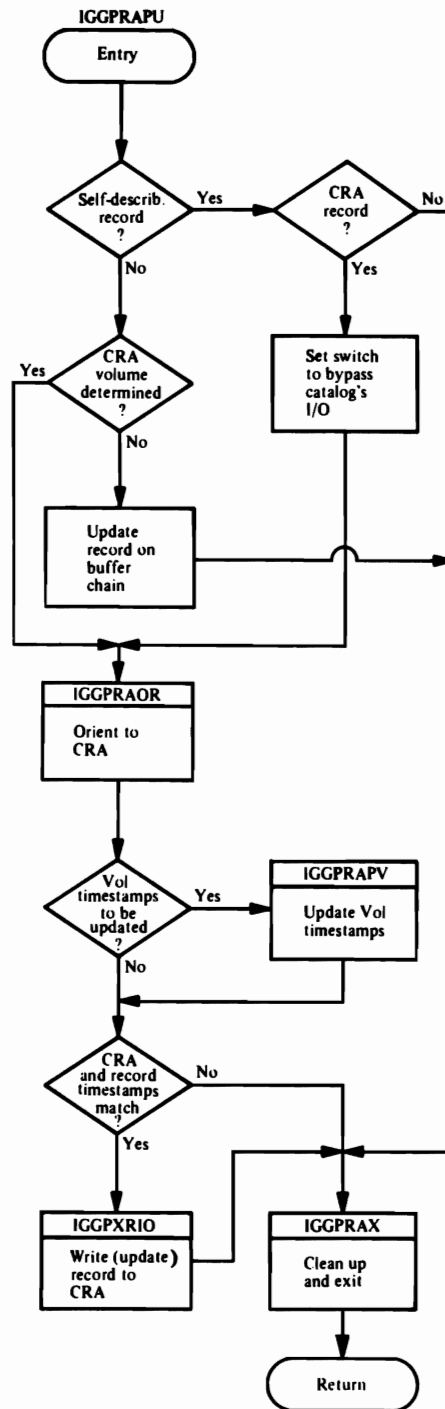 IGGPRAPU
Entry
Self-describ.
record
?
Yes
No
CRA
record
?
No
Yes
CRA
volume
determined
?
Yes
No
Set switch
to bypass
catalog's
I/O
Update
record on
buffer
chain
IGGPRAOR
Orient to
CRA
Vol
timestamps
to be
updated
?
Yes
No
IGGPRAPV
Update Vol
timestamps
CRA
and record
timestamps
match
?
No
Yes
IGGPXRIO
Write (update)
record to
CRA
IGGPRAX
Clean up
and exit
Return